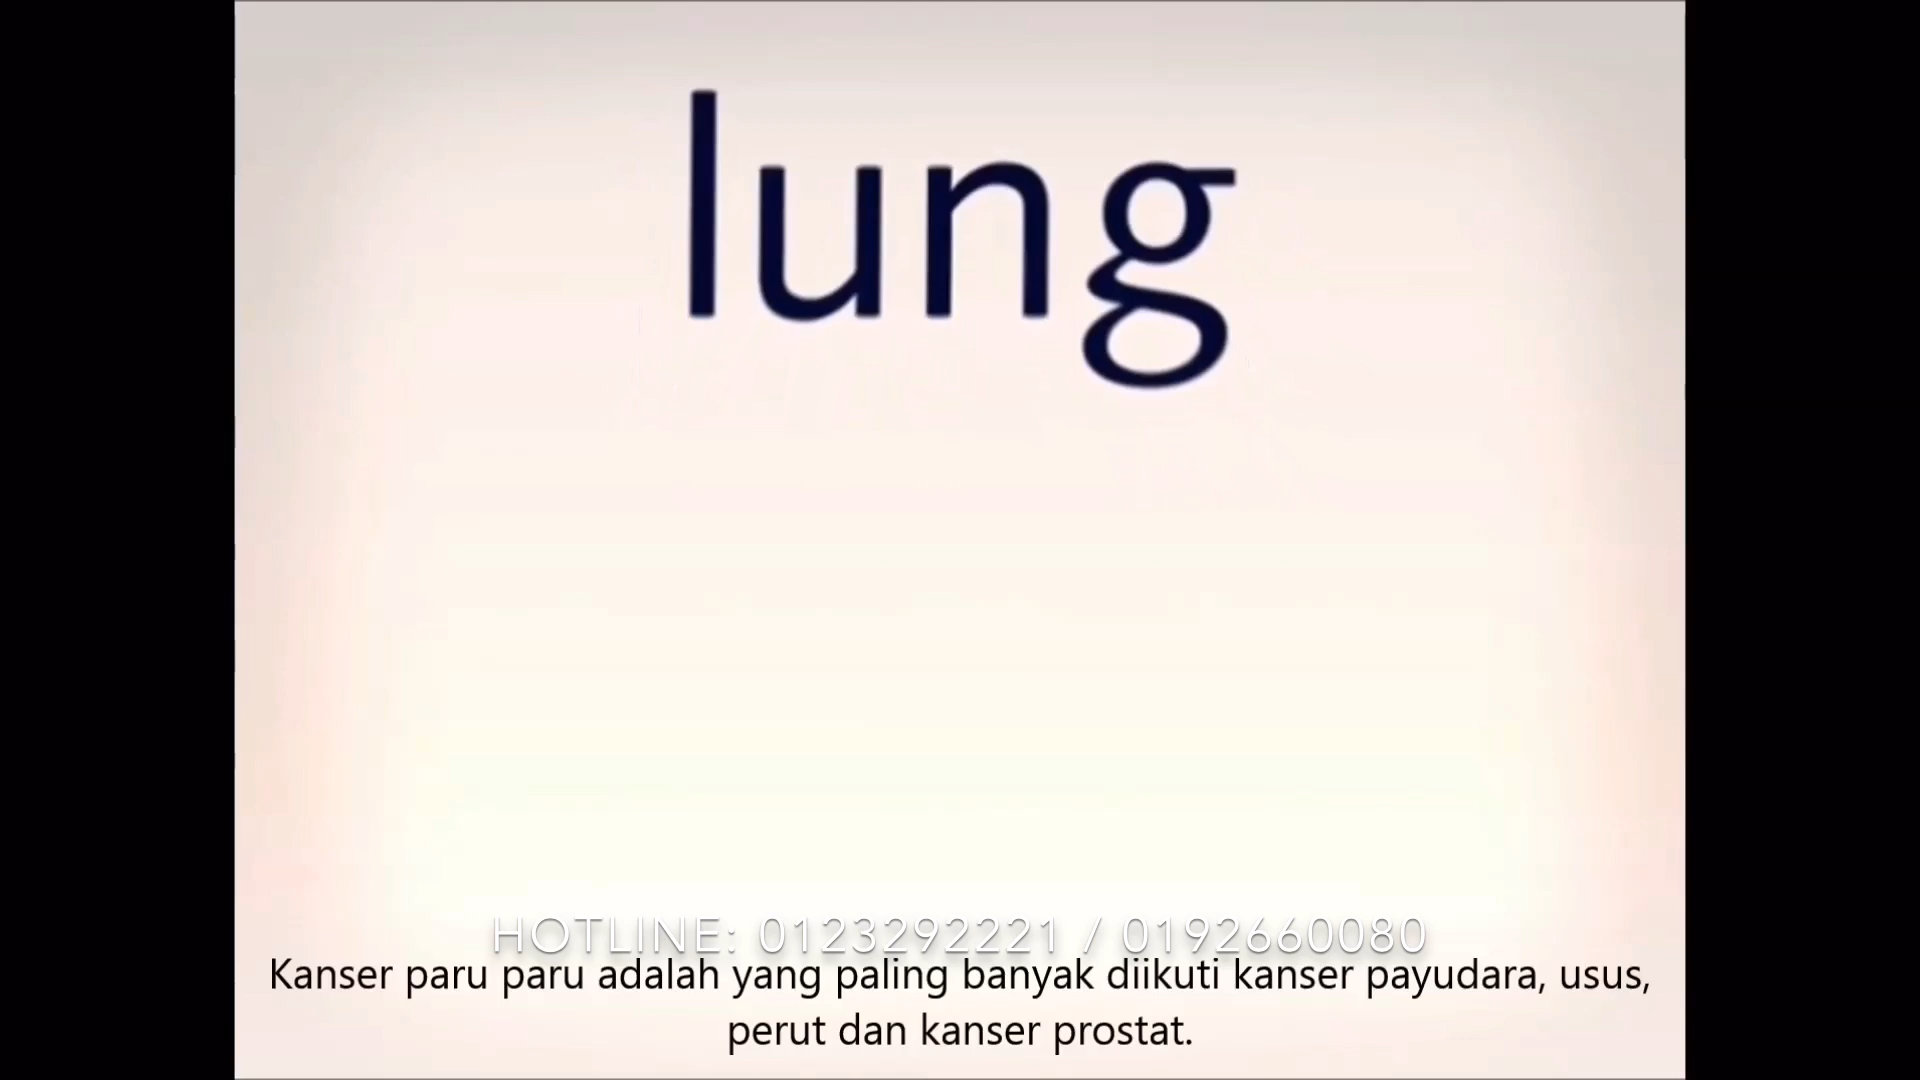 lung
HOTLINE: 0123292221 / 0192660080
Kanser paru paru adalah yang paling banyak diikuti kanser payudara, usus,
perut dan kanser prostat.